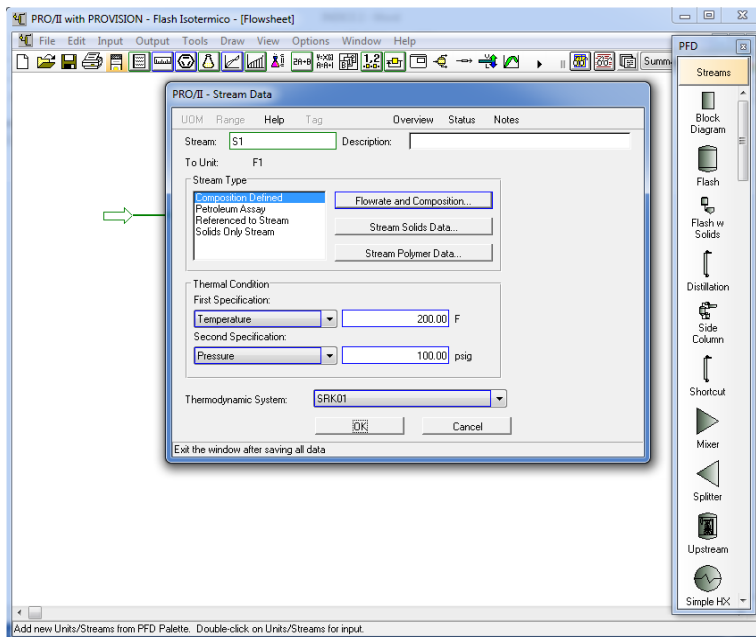 PRO/II with PROVISION - Flash Isotermico - [Flowsheet]
File Edit Input Output Tools Draw View Options Window Help
PFD
Summ
Streams
PRO/II - Stream Data
UOM Range Help Tag Overview Status Notes
Stream: S1 Description:
To Unit: F1
Stream Type
Composition Defined
Petroleum Assay
Referenced to Stream
Solids Only Stream
Flowrate and Composition...
Stream Solids Data...
Stream Polymer Data...
Thermal Condition
First Specification:
Temperature 200.00 F
Second Specification:
Pressure 100.00 psig
Thermodynamic System: SRK01
OK Cancel
Exit the window after saving all data
Block
Diagram
Flash
Flash w
Solids
Distillation
Side
Column
Shortcut
Mixer
Splitter
Upstream
Simple HX
Add new Units/Streams from PFD Palette. Double-click on Units/Streams for input.